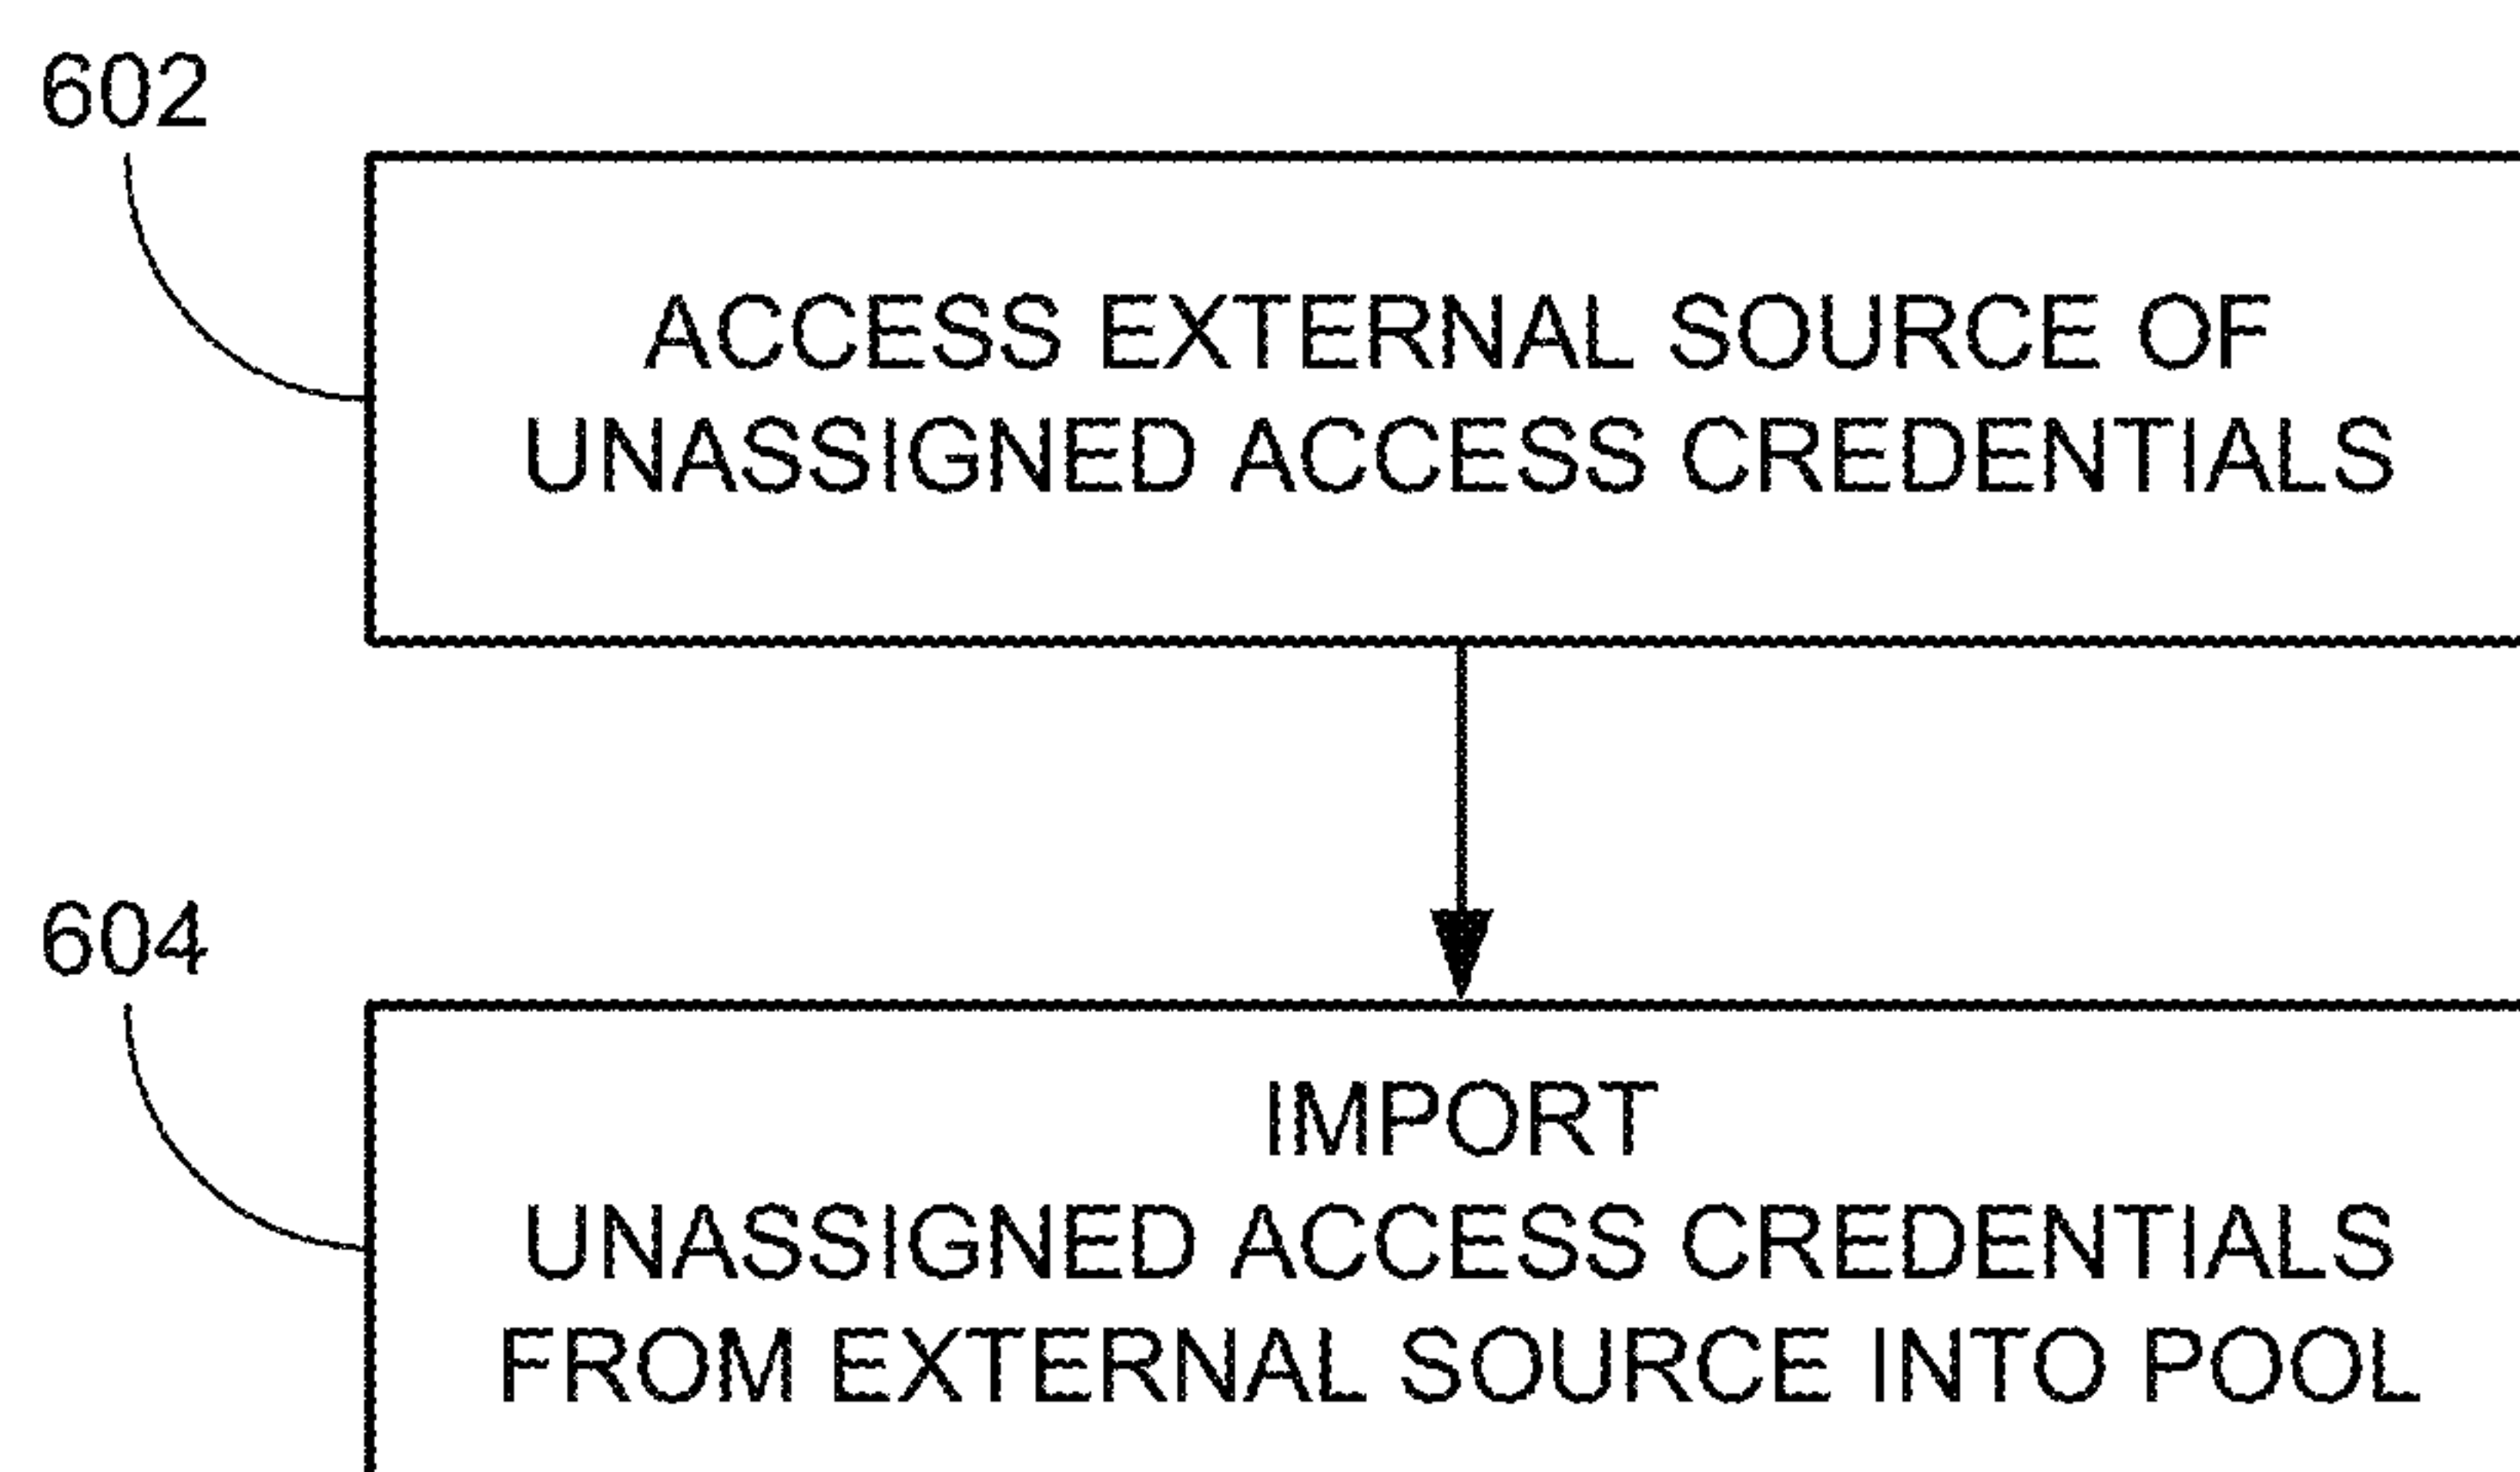 602
ACCESS EXTERNAL SOURCE OF
UNASSIGNED ACCESS CREDENTIALS
604
IMPORT
UNASSIGNED ACCESS CREDENTIALS
FROM EXTERNAL SOURCE INTO POOL